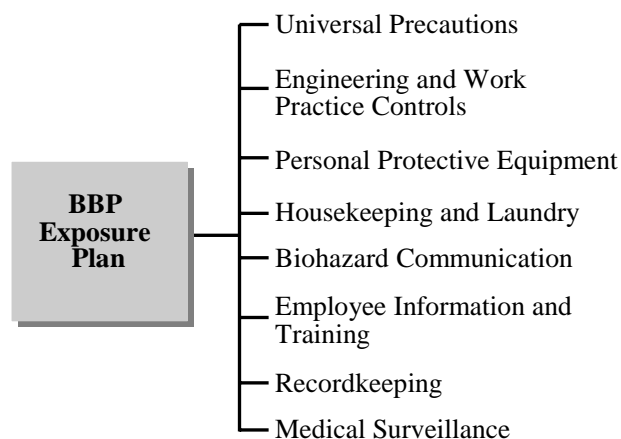 BBP
Exposure
Plan
Universal Precautions
Engineering and Work
Practice Controls
Personal Protective Equipment
Housekeeping and Laundry
Biohazard Communication
Employee Information and
Training
Recordkeeping
Medical Surveillance